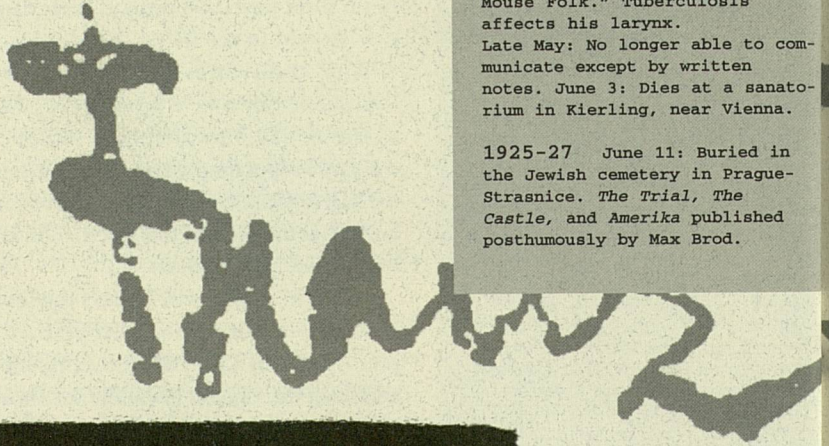 Mouse Folk." Tuberculosis
affects his larynx.
Late May: No longer able to com-
municate except by written
notes. June 3: Dies at a sanato-
rium in Kierling, near Vienna.
1925-27 June 11: Buried in
the Jewish cemetery in Prague-
Strasnice. The Trial, The
Castle, and Amerika published
posthumously by Max Brod.
Franz